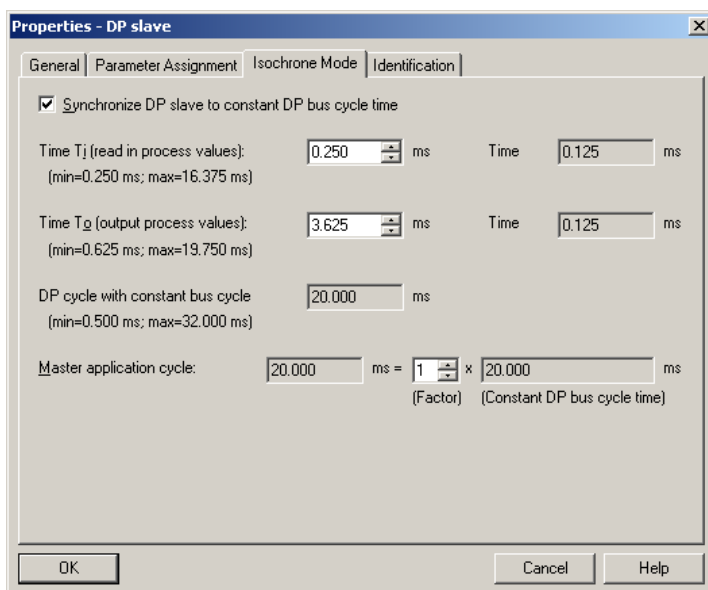 Properties - DP slave
General Parameter Assignment Isochrone Mode Identification
Synchronize DP slave to constant DP bus cycle time
Time Ti (read in process values): 0.250 ms Time 0.125 ms
(min=0.250 ms; max=16.375 ms)
Time To (output process values): 3.625 ms Time 0.125 ms
(min=0.625 ms; max=19.750 ms)
DP cycle with constant bus cycle 20.000 ms
(min=0.500 ms; max=32.000 ms)
Master application cycle: 20.000 ms = 1 x 20.000 ms
(Factor) (Constant DP bus cycle time)
OK Cancel Help